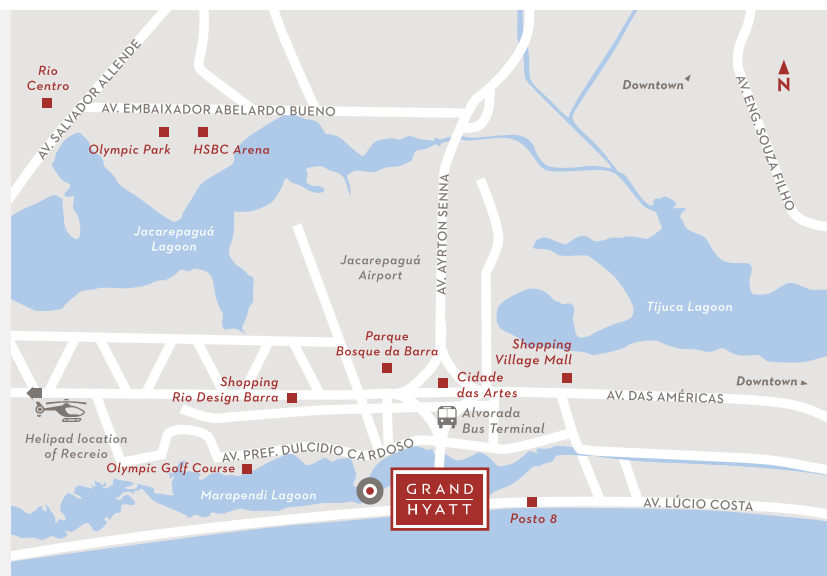 Rio
Centro
AV. SALVADOR ALLENDE
AV. EMBAIXADOR ABELARDO BUENO
Olympic Park
HSBC Arena
Downtown
N
AV. ENG. SOUZA FILHO
Jacarepaguá
Lagoon
Jacarepaguá
Airport
AV. AYRTON SENNA
Tijuca Lagoon
Parque
Bosque da Barra
Shopping
Village Mall
Shopping
Rio Design Barra
Cidade
das Artes
Downtown
AV. DAS AMÉRICAS
Alvorada
Bus Terminal
Helipad location
of Recreio
AV. PREF. DULCIDIO CARDOSO
Olympic Golf Course
Marapendi Lagoon
GRAND
HYATT
AV. LÚCIO COSTA
Posto 8